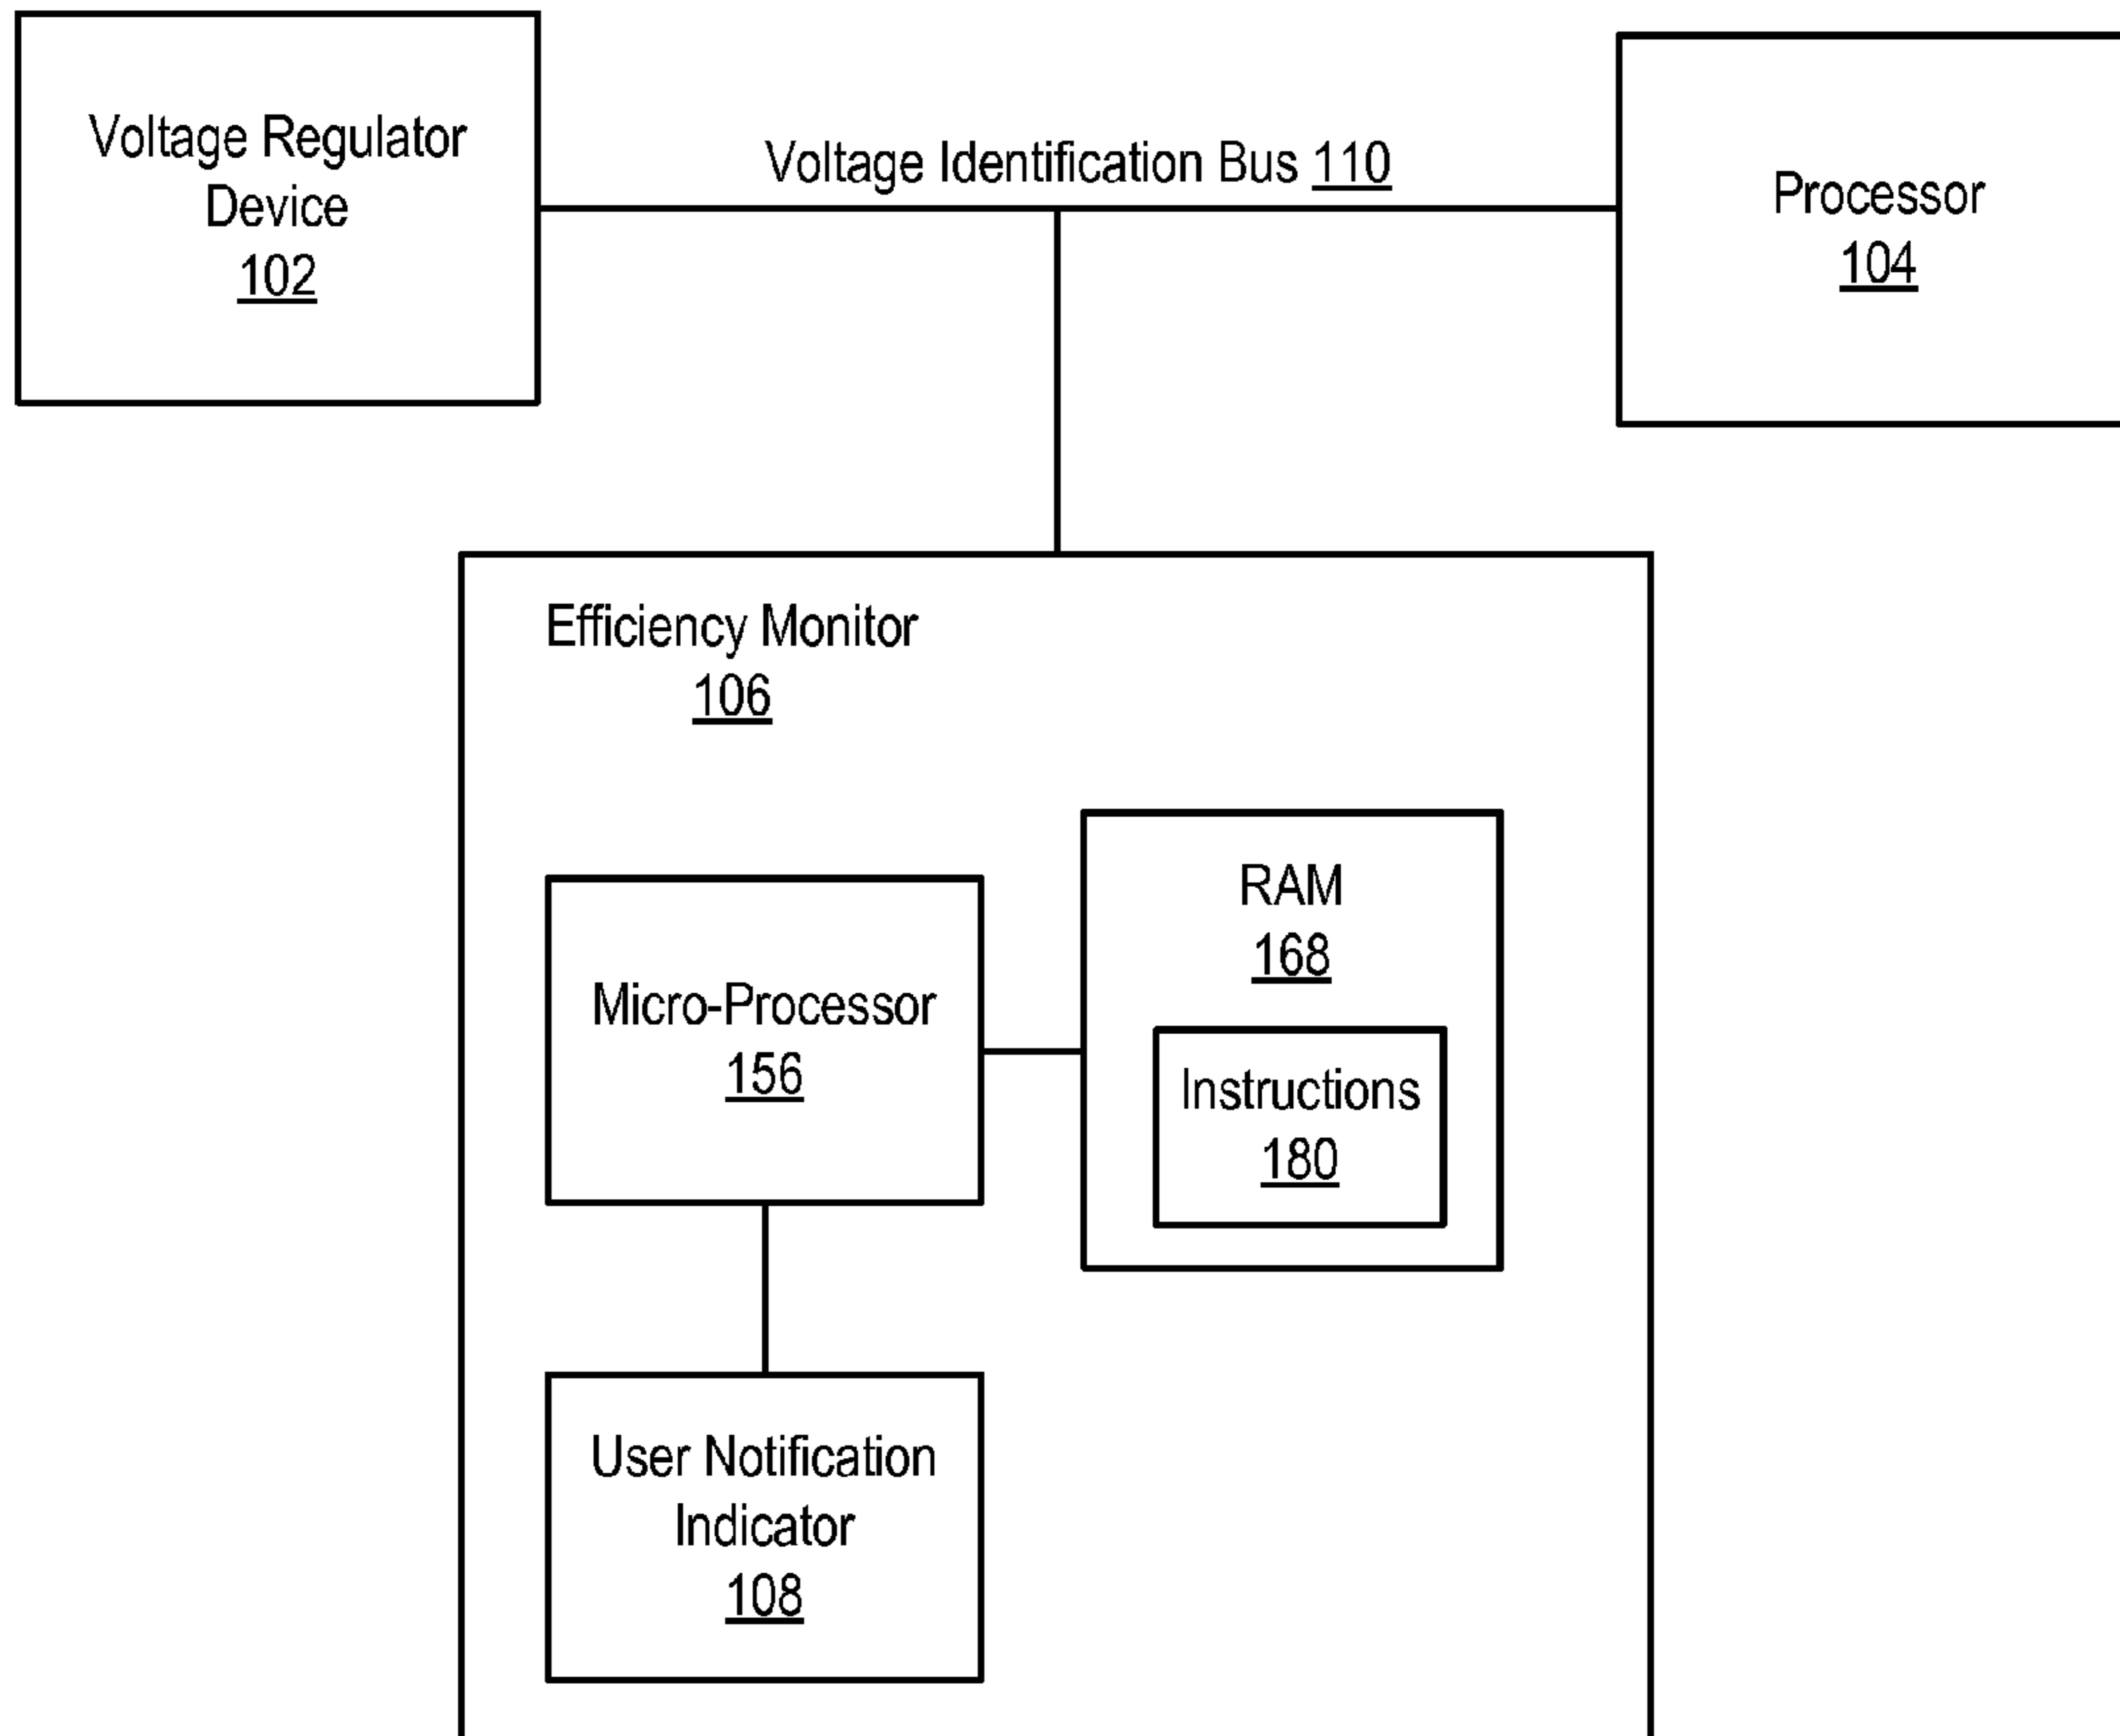 Voltage Regulator
Device
102
Voltage Identification Bus 110
Processor
104
Efficiency Monitor
106
RAM
168
Micro-Processor
156
Instructions
180
User Notification
Indicator
108